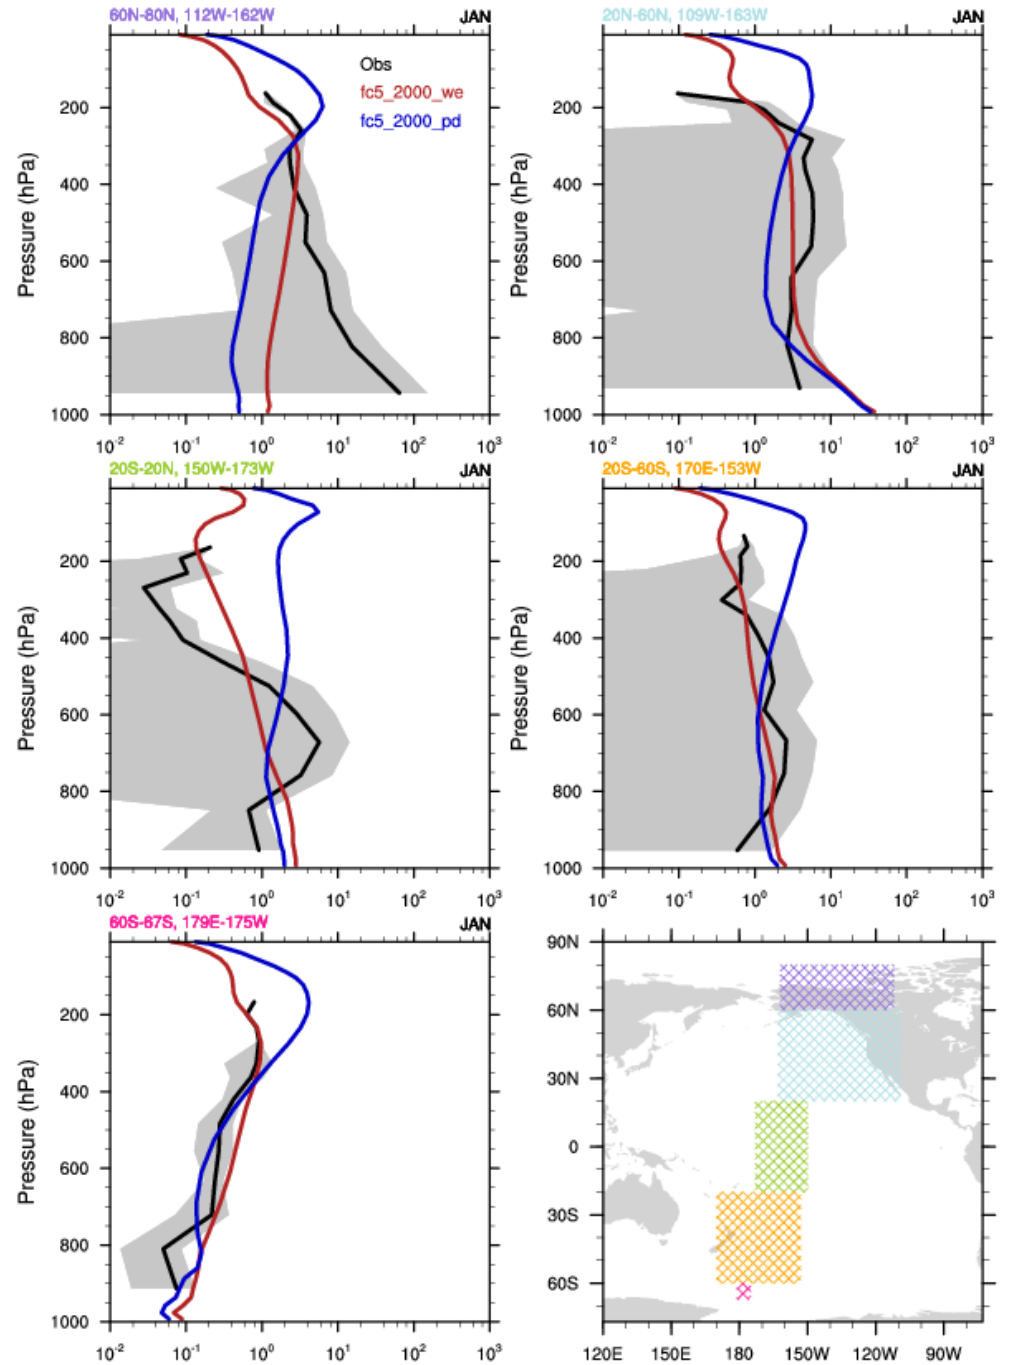 60N-80N, 112W-162W JAN
Obs
fc5_2000_we
fc5_2000_pd
Pressure (hPa)
200
400
600
800
1000
10-2 10-1 100 101 102 103
20N-60N, 109W-163W JAN
Pressure (hPa)
200
400
600
800
1000
10-2 10-1 100 101 102 103
20S-20N, 150W-173W JAN
Pressure (hPa)
200
400
600
800
1000
10-2 10-1 100 101 102 103
20S-60S, 170E-153W JAN
Pressure (hPa)
200
400
600
800
1000
10-2 10-1 100 101 102 103
60S-67S, 179E-175W JAN
Pressure (hPa)
200
400
600
800
1000
10-2 10-1 100 101 102 103
90N
60N
30N
0
30S
60S
120E 150E 180 150W 120W 90W